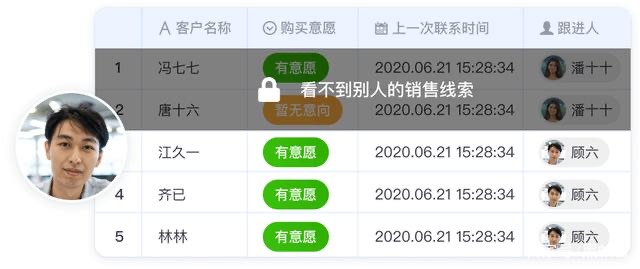 客户名称 购买意愿 上一次联系时间 跟进人
1 冯七七 有意愿 2020.06.21 15:28:34 潘十十
看不到别人的销售线索
2 唐十六 暂无意向 2020.06.21 15:28:34 潘十十
江久一 有意愿 2020.06.21 15:28:34 顾六
4 齐已 有意愿 2020.06.21 15:28:34 顾六
5 林林 有意愿 2020.06.21 15:28:34 顾六